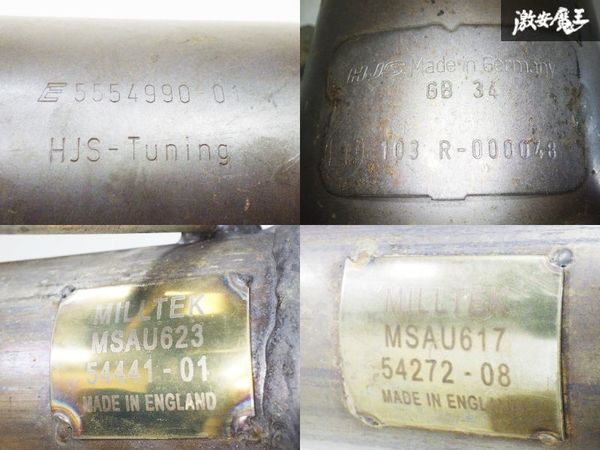 激安魔王
E 5554990-01
HJS-Tuning
HJS Made in Germany
GB 34
103 R-000048
MILLTEK
MSAU623
54441-01
MADE IN ENGLAND
MILLTEK
MSAU617
54272-08
MADE IN ENGLAND